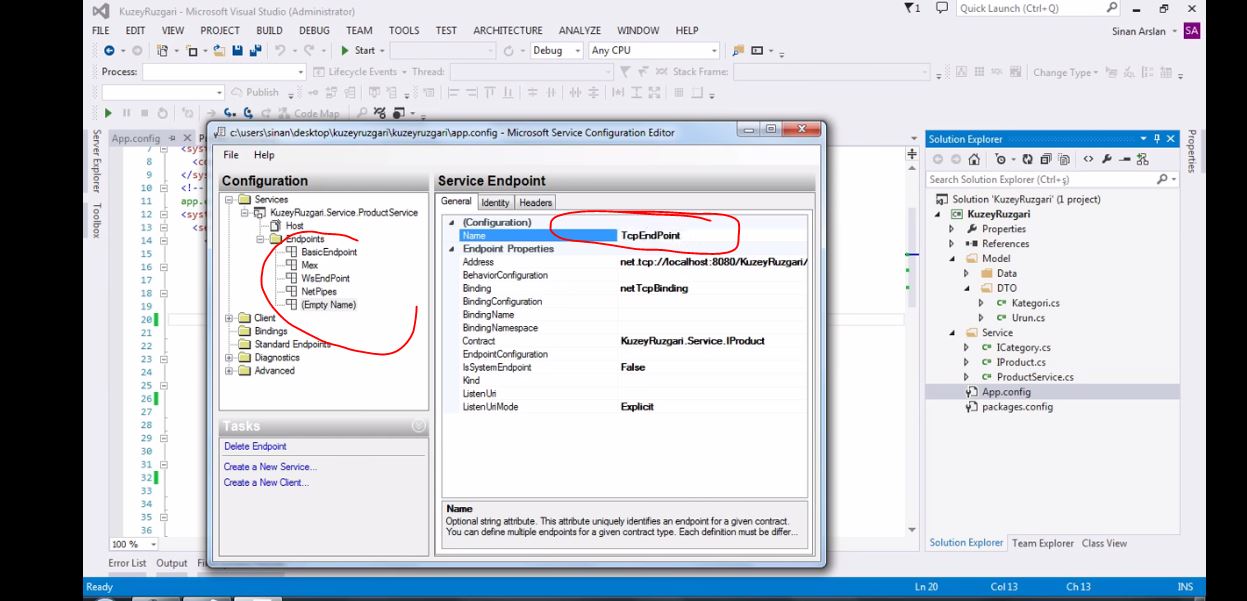 KuzeyRuzgari - Microsoft Visual Studio (Administrator)
1
Quick Launch (Ctrl+Q)
FILE EDIT VIEW PROJECT BUILD DEBUG TEAM TOOLS TEST ARCHITECTURE ANALYZE WINDOW HELP
Sinan Arslan SA
Start Debug Any CPU
Process: Lifecycle Events Thread: Stack Frame: Change Type
Publish
Code Map
Server Explorer
Toolbox
App.config
7 <syst
8 <co
9 </sys
10 <!--
11 app.c
12 <syst
13 <se
14
15
16
17
18
19
20
21
22
23
24
25
26
27
28
29
30
31
32
33
34
35
36
100 %
c:\users\sinan\desktop\kuzeyruzgari\kuzeyruzgari\app.config - Microsoft Service Configuration Editor
File Help
Configuration
Services
KuzeyRuzgari.Service.ProductService
Host
Endpoints
BasicEndpoint
Mex
WsEndPoint
NetPipes
(Empty Name)
Client
Bindings
Standard Endpoints
Diagnostics
Advanced
Tasks
Delete Endpoint
Create a New Service...
Create a New Client...
Service Endpoint
General Identity Headers
(Configuration)
Name TcpEndPoint
Endpoint Properties
Address net.tcp://localhost:8080/KuzeyRuzgari/
BehaviorConfiguration
Binding netTcpBinding
BindingConfiguration
BindingName
BindingNamespace
Contract KuzeyRuzgari.Service.IProduct
EndpointConfiguration
IsSystemEndpoint False
Kind
ListenUri
ListenUriMode Explicit
Name
Optional string attribute. This attribute uniquely identifies an endpoint for a given contract.
You can define multiple endpoints for a given contract type. Each definition must be differ...
Solution Explorer
Search Solution Explorer (Ctrl+ş)
Solution 'KuzeyRuzgari' (1 project)
KuzeyRuzgari
Properties
References
Model
Data
DTO
Kategori.cs
Urun.cs
Service
ICategory.cs
IProduct.cs
ProductService.cs
App.config
packages.config
Solution Explorer Team Explorer Class View
Properties
Error List Output
Ready Ln 20 Col 13 Ch 13 INS